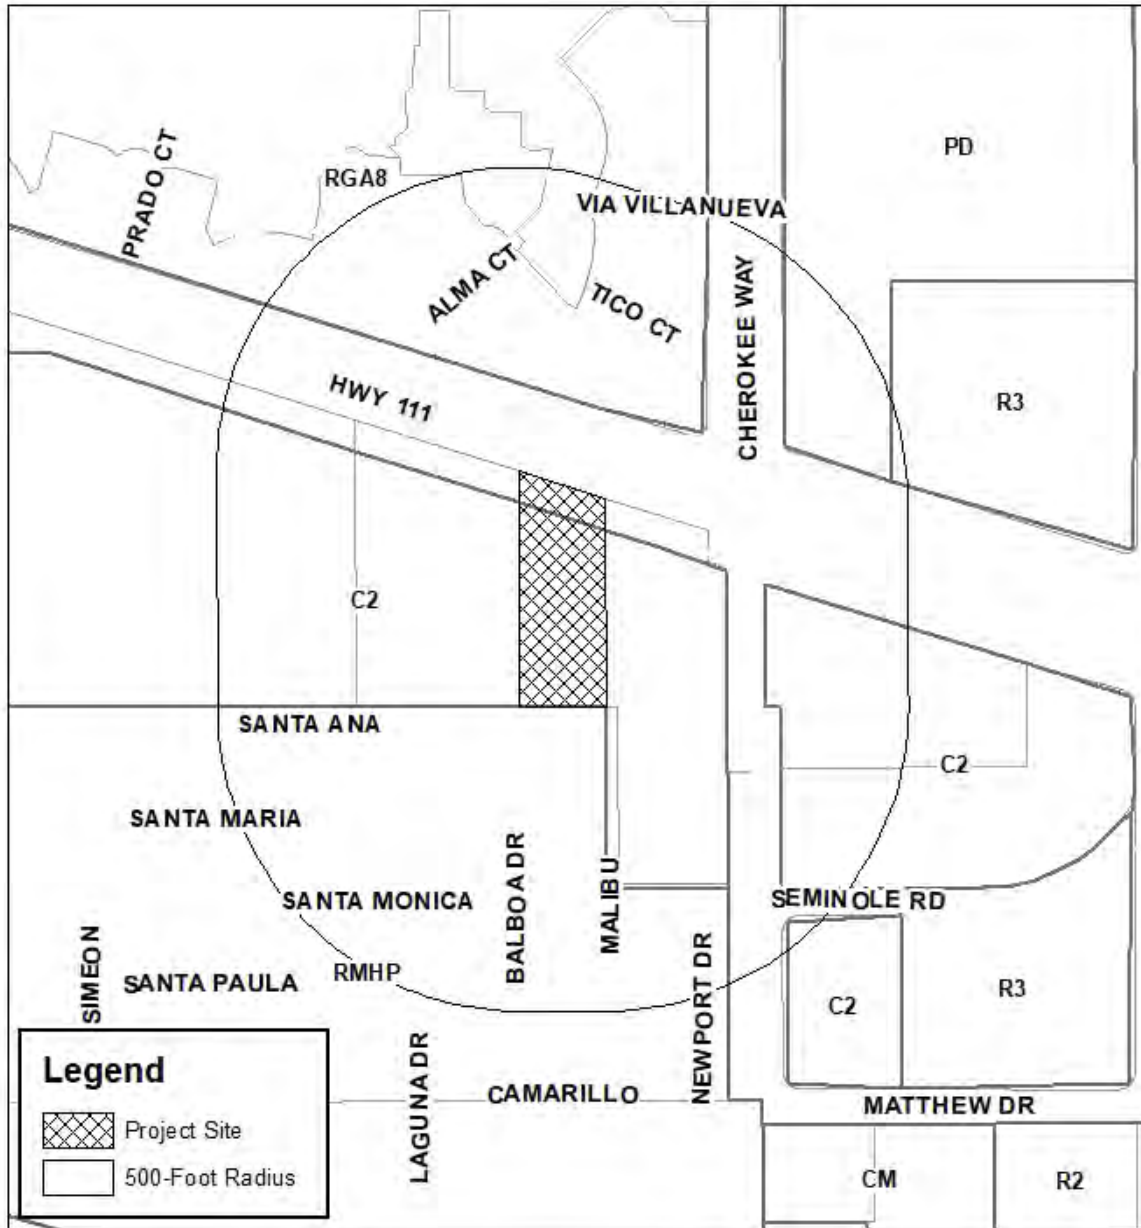 PD
PRADO CT
RGA8
VIA VILLANUEVA
ALMA CT
TICO CT
CHEROKEE WAY
HWY 111
R3
C2
SANTA ANA
C2
SANTA MARIA
BALBOA DR
MALIBU
SANTA MONICA
SEMINOLE RD
SIMEON
RMHP
SANTA PAULA
NEWPORT DR
C2
R3
LAGUNA DR
CAMARILLO
MATTHEW DR
CM
R2
Legend
Project Site
500-Foot Radius